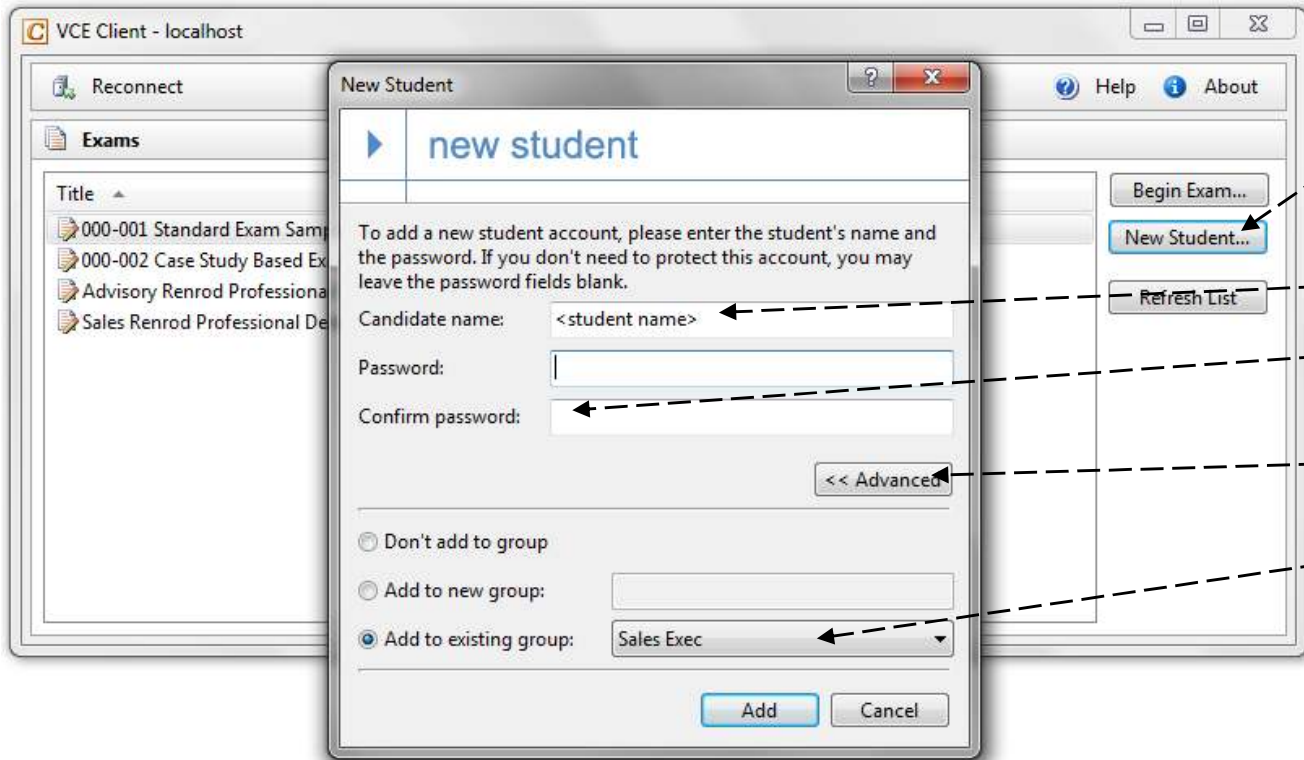 VCE Client - localhost
Reconnect
Help
About
Exams
Title
000-001 Standard Exam Samp
000-002 Case Study Based Ex
Advisory Renrod Professiona
Sales Renrod Professional De
Begin Exam...
New Student...
Refresh List
New Student
new student
To add a new student account, please enter the student's name and
the password. If you don't need to protect this account, you may
leave the password fields blank.
Candidate name: <student name>
Password:
Confirm password:
<< Advanced
Don't add to group
Add to new group:
Add to existing group: Sales Exec
Add
Cancel